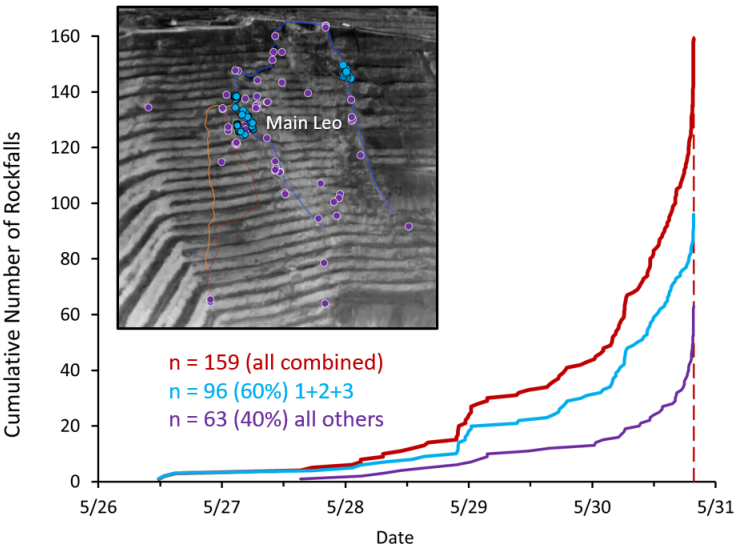 160
140
120
100
80
60
40
20
0
Cumulative Number of Rockfalls
Main Leo
n = 159 (all combined)
n = 96 (60%) 1+2+3
n = 63 (40%) all others
5/26 5/27 5/28 5/29 5/30 5/31
Date